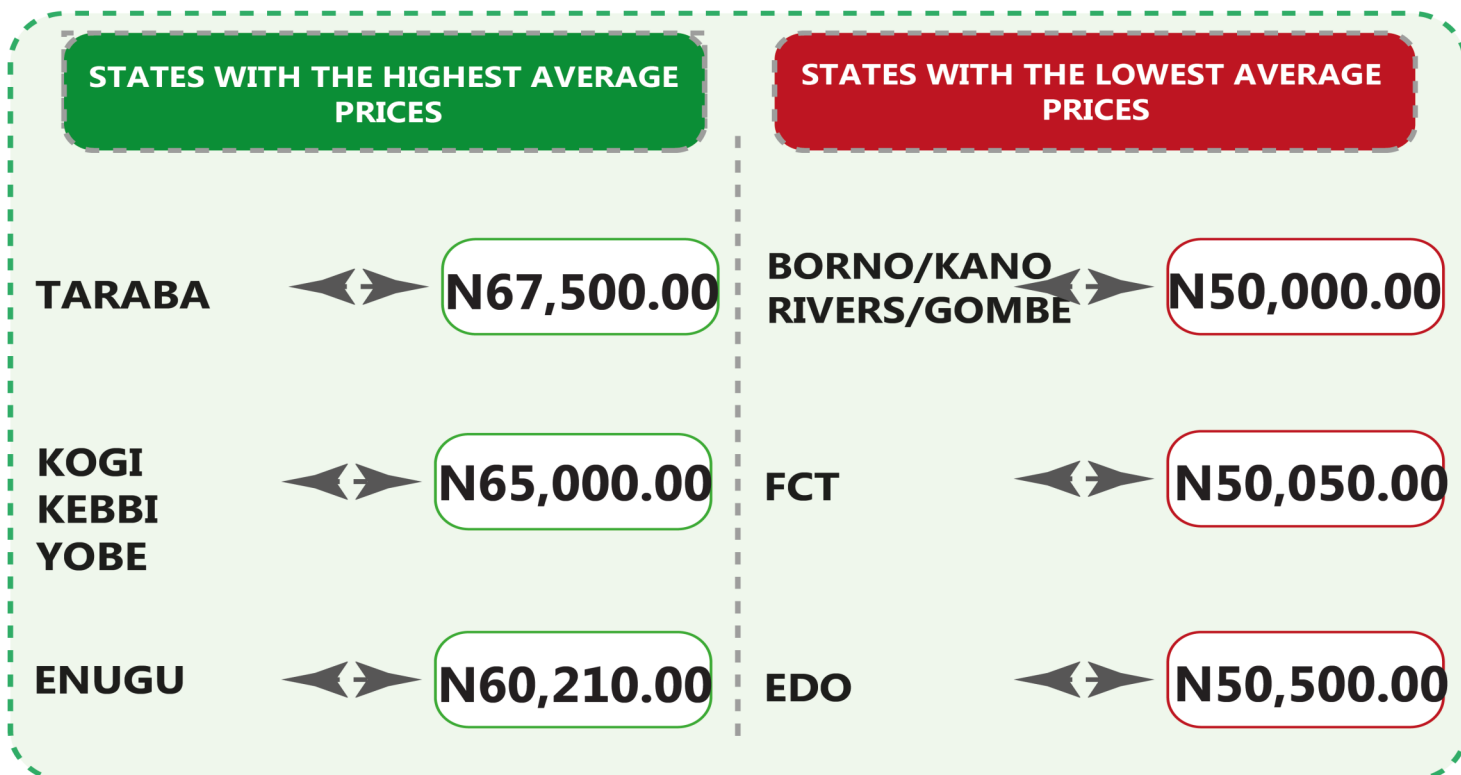 STATES WITH THE HIGHEST AVERAGE
PRICES
TARABA
N67,500.00
KOGI
KEBBI
YOBE
N65,000.00
ENUGU
N60,210.00
STATES WITH THE LOWEST AVERAGE
PRICES
BORNO/KANO
RIVERS/GOMBE
N50,000.00
FCT
N50,050.00
EDO
N50,500.00